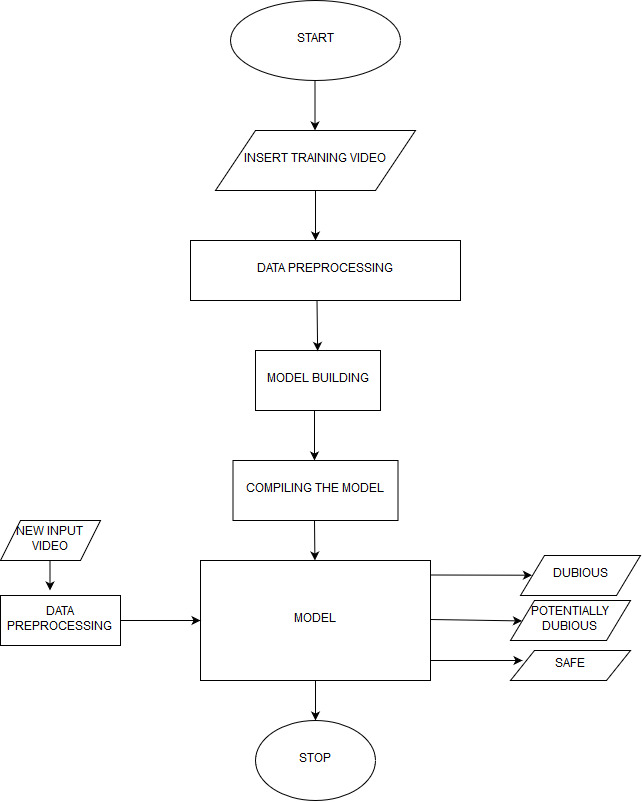 START
INSERT TRAINING VIDEO
DATA PREPROCESSING
MODEL BUILDING
COMPILING THE MODEL
NEW INPUT
VIDEO
DATA
PREPROCESSING
MODEL
DUBIOUS
POTENTIALLY
DUBIOUS
SAFE
STOP